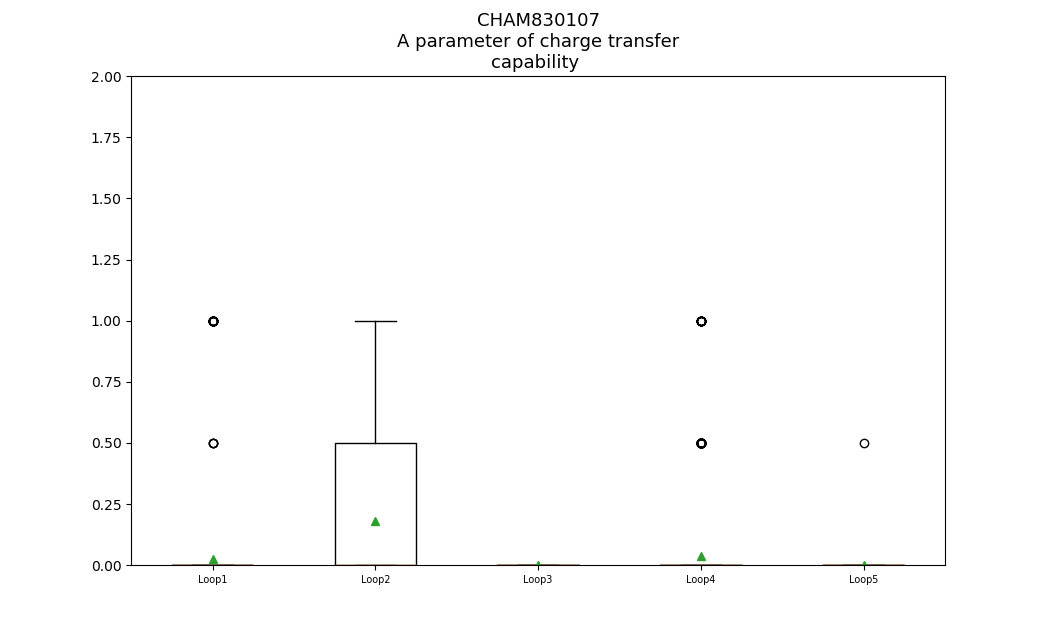 CHAM830107
A parameter of charge transfer
capability
2.00
1.75
1.50
1.25
1.00
0.75
0.50
0.25
0.00
Loop1
Loop2
Loop3
Loop4
Loop5